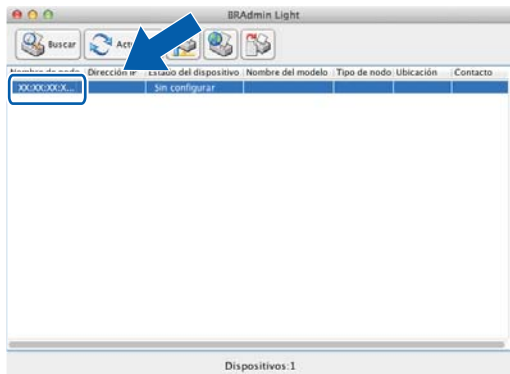 BRAdmin Light
Buscar
Nombre de nodo Dirección IP Estado del dispositivo Nombre del modelo Tipo de nodo Ubicación Contacto
XX:XX:XX:X... Sin configurar
Dispositivos:1